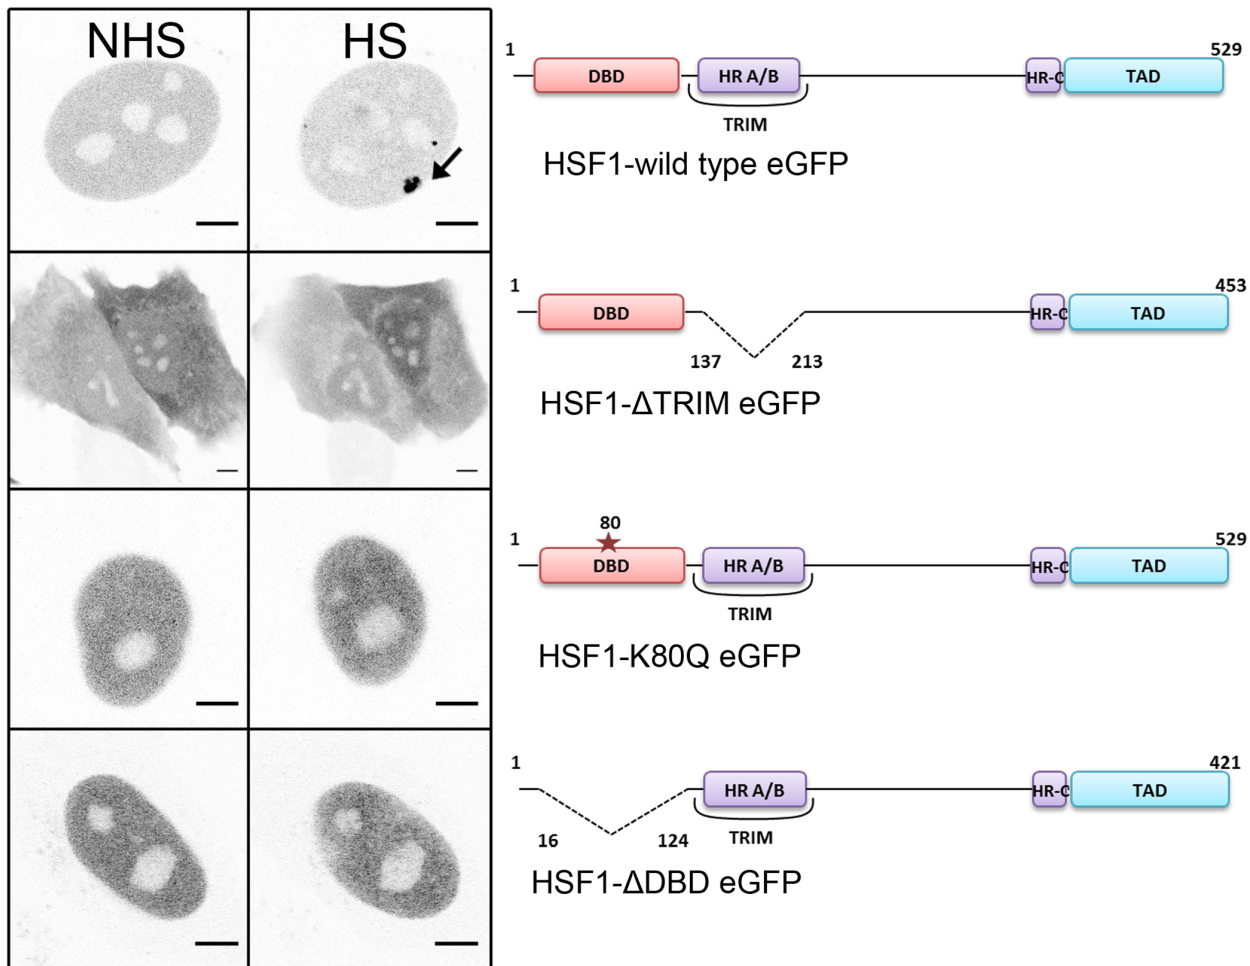 NHS HS
1 529
DBD HR A/B HR-C TAD
TRIM
HSF1-wild type eGFP
1 453
DBD HR-C TAD
137 213
HSF1-ΔTRIM eGFP
80
1 529
DBD HR A/B HR-C TAD
TRIM
HSF1-K80Q eGFP
1 421
HR A/B HR-C TAD
16 124 TRIM
HSF1-ΔDBD eGFP